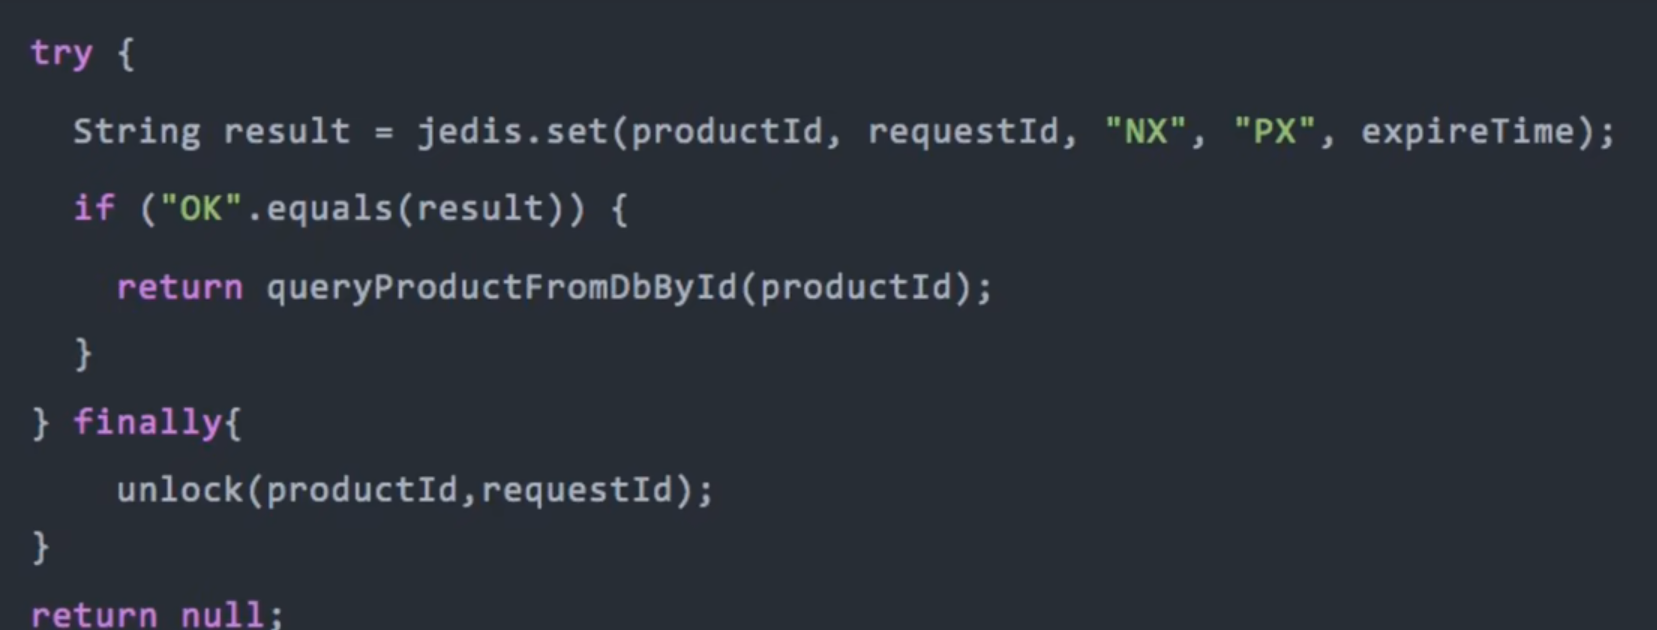 try {
  String result = jedis.set(productId, requestId, "NX", "PX", expireTime);
  if ("OK".equals(result)) {
    return queryProductFromDbById(productId);
  }
} finally{
    unlock(productId,requestId);
}
return null;